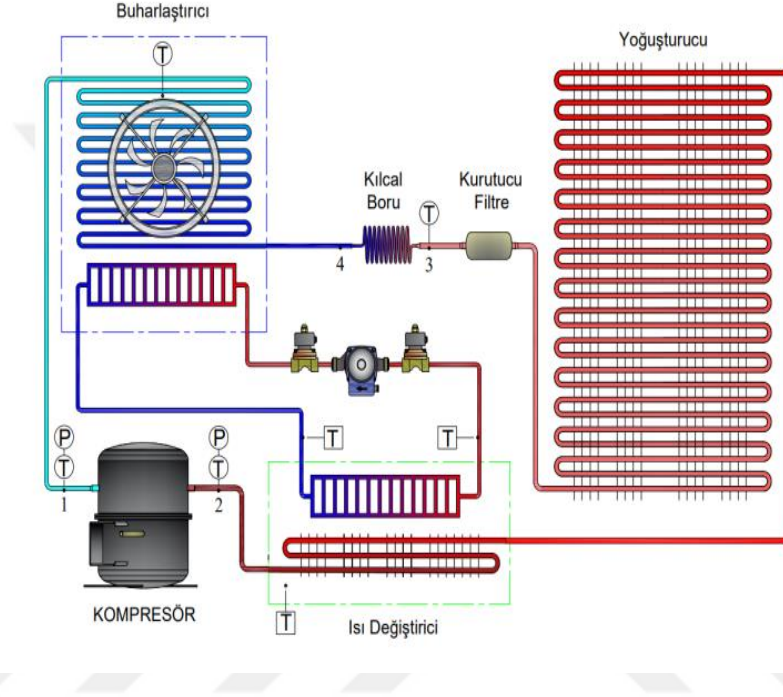 Buharlaştırıcı
Yoğuşturucu
T
Kılcal
Boru
Kurutucu
Filtre
T
4
3
T
T
P
T
P
T
1
2
KOMPRESÖR
T
Isı Değiştirici